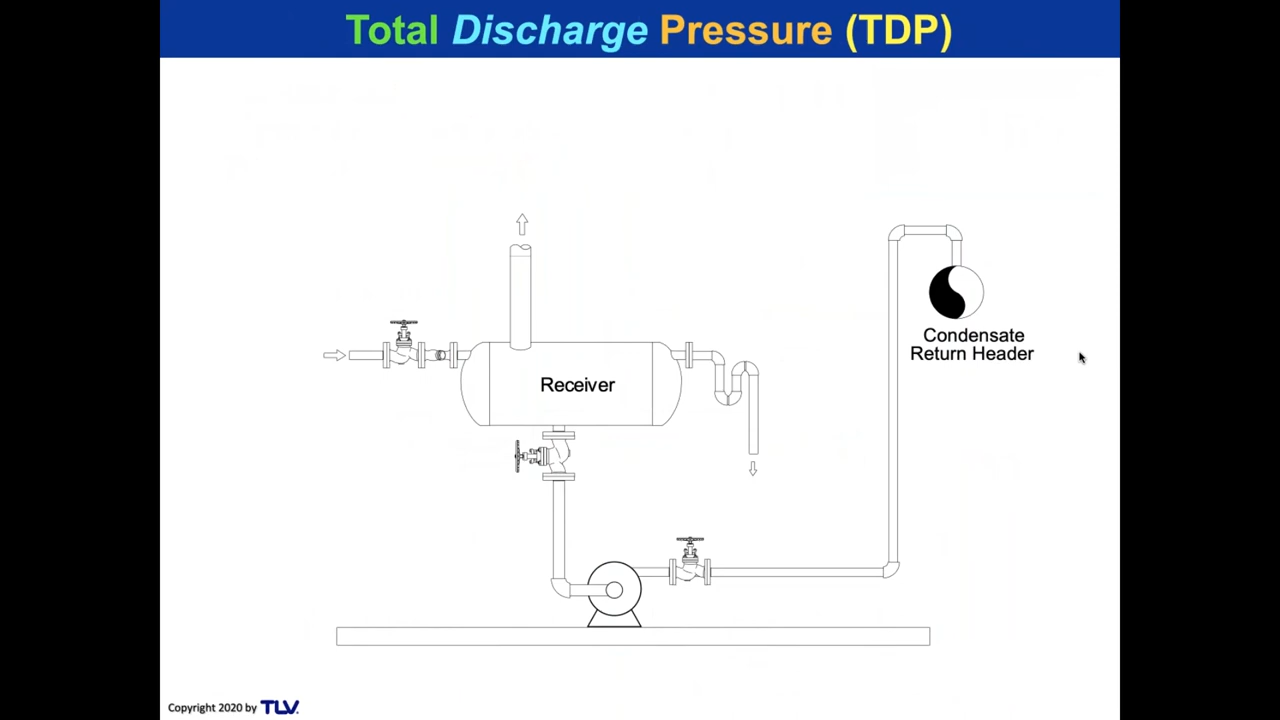 Total Discharge Pressure (TDP)
Condensate
Return Header
Receiver
Copyright 2020 by TLV.